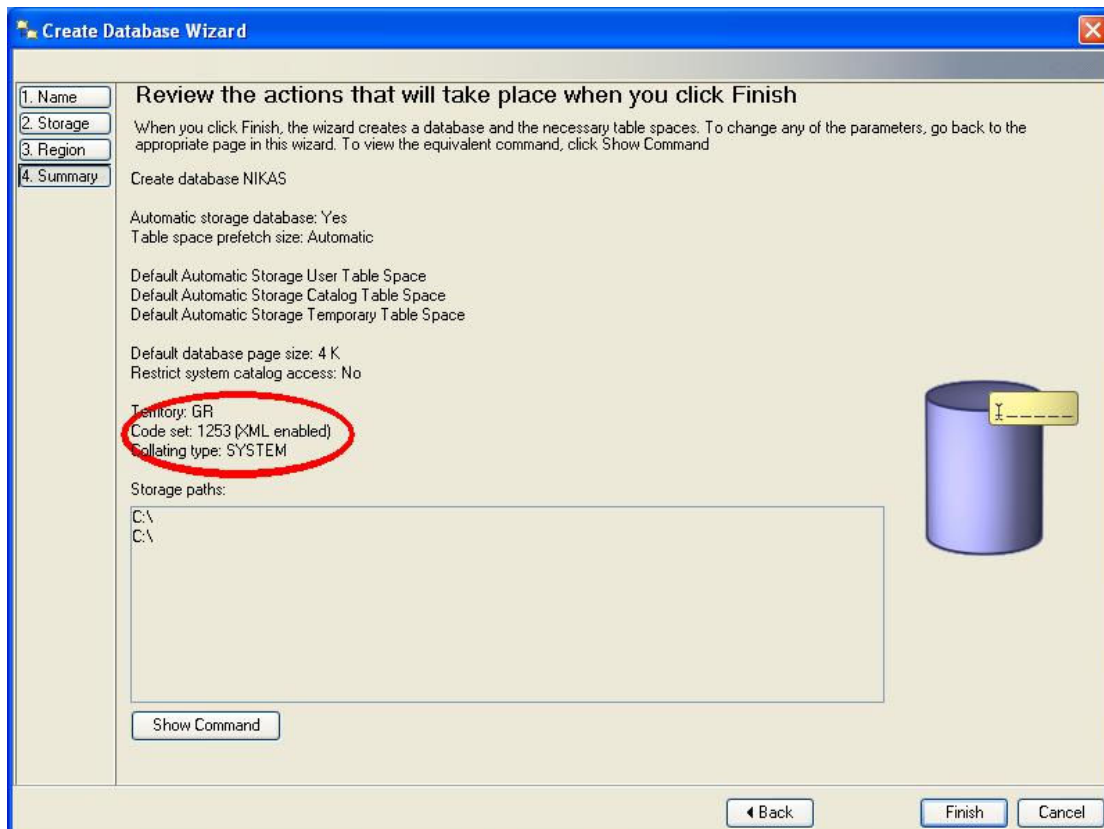 Create Database Wizard
1. Name
2. Storage
3. Region
4. Summary
Review the actions that will take place when you click Finish
When you click Finish, the wizard creates a database and the necessary table spaces. To change any of the parameters, go back to the
appropriate page in this wizard. To view the equivalent command, click Show Command
Create database NIKAS
Automatic storage database: Yes
Table space prefetch size: Automatic
Default Automatic Storage User Table Space
Default Automatic Storage Catalog Table Space
Default Automatic Storage Temporary Table Space
Default database page size: 4 K
Restrict system catalog access: No
Territory: GR
Code set: 1253 (XML enabled)
Collating type: SYSTEM
Storage paths:
C:\
C:\
Show Command
Back
Finish
Cancel